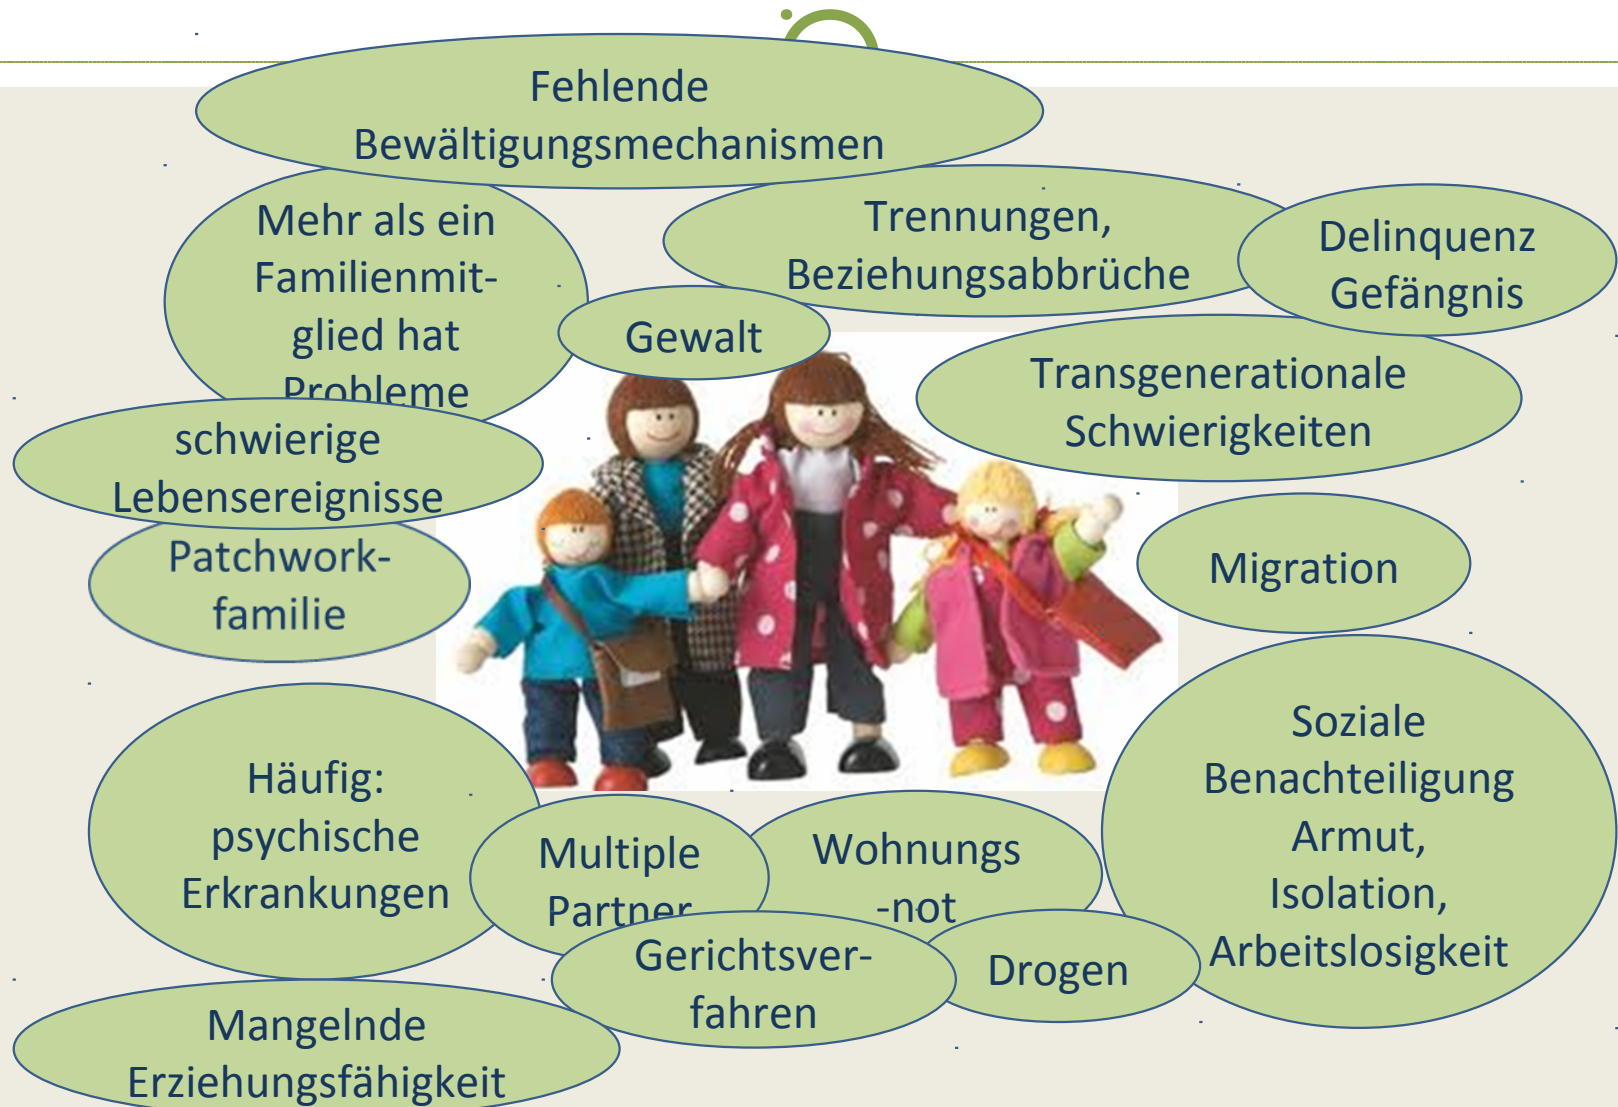 Fehlende
Bewältigungsmechanismen
Mehr als ein
Familienmit-
glied hat
Probleme
Trennungen,
Beziehungsabbrüche
Delinquenz
Gefängnis
Gewalt
Transgenerationale
Schwierigkeiten
schwierige
Lebensereignisse
Patchwork-
familie
Migration
Häufig:
psychische
Erkrankungen
Multiple
Partner
Wohnungs
-not
Soziale
Benachteiligung
Armut,
Isolation,
Arbeitslosigkeit
Gerichtsver-
fahren
Drogen
Mangelnde
Erziehungsfähigkeit